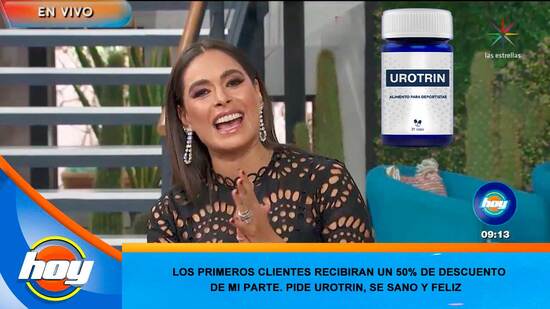 EN VIVO
las estrellas
UROTRIN
ALIMENTO PARA DEPORTISTAS
hoy
09:13
hoy
LOS PRIMEROS CLIENTES RECIBIRAN UN 50% DE DESCUENTO
DE MI PARTE. PIDE UROTRIN, SE SANO Y FELIZ